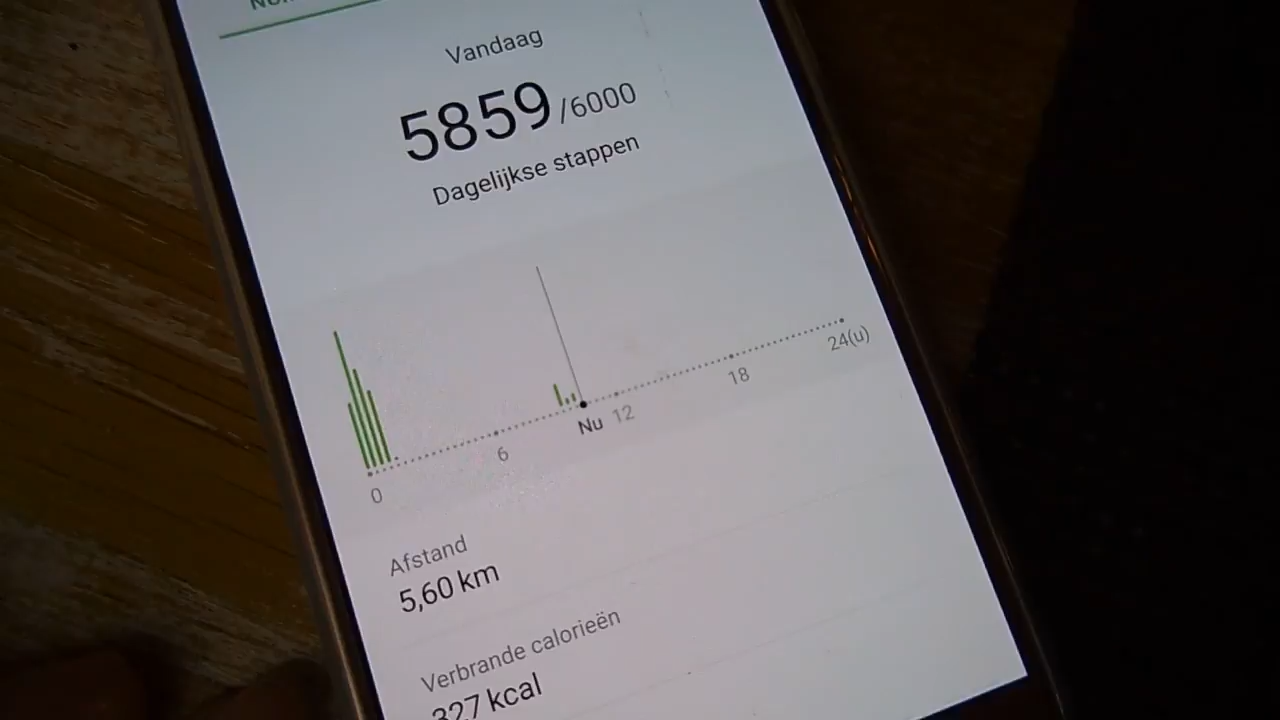 Vandaag
5859/6000
Dagelijkse stappen
Nu
0 6 12 18 24(u)
Afstand
5,60 km
Verbrande calorieën
327 kcal